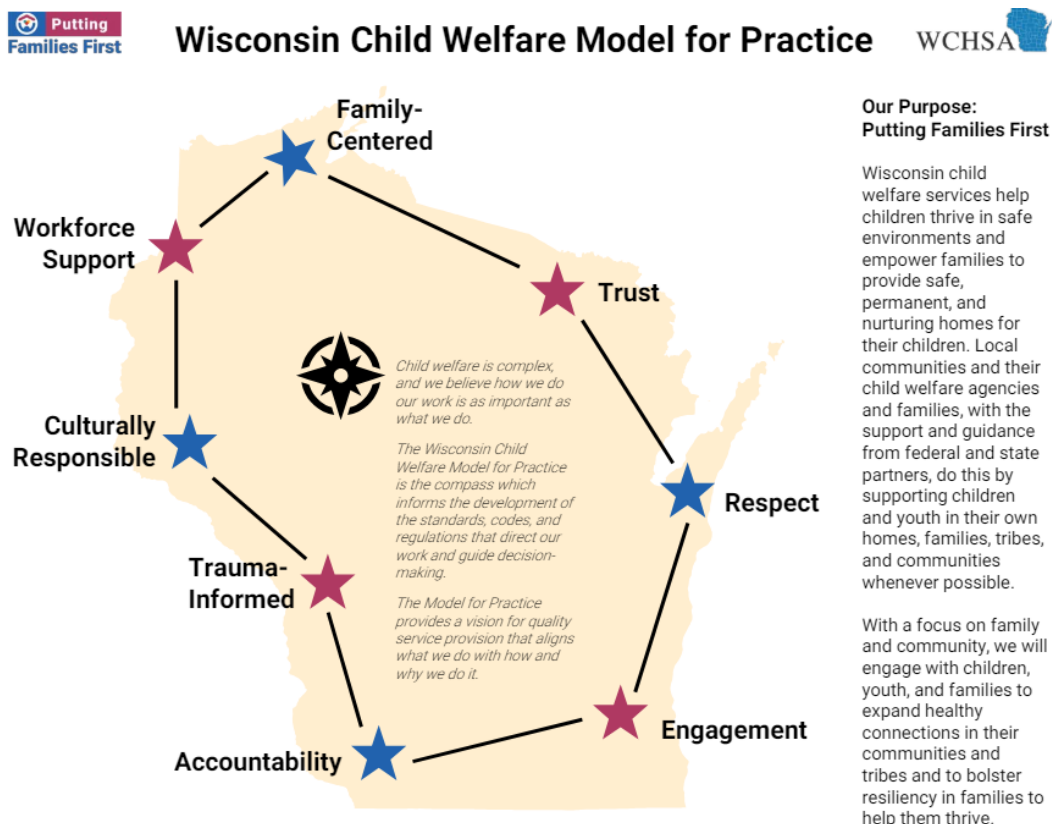 Putting
Families First
Wisconsin Child Welfare Model for Practice
WCHSA
Family-
Centered
Workforce
Support
Trust
Culturally
Responsible
Respect
Trauma-
Informed
Engagement
Accountability
Child welfare is complex,
and we believe how we do
our work is as important as
what we do.
The Wisconsin Child
Welfare Model for Practice
is the compass which
informs the development of
the standards, codes, and
regulations that direct our
work and guide decision-
making.
The Model for Practice
provides a vision for quality
service provision that aligns
what we do with how and
why we do it.
Our Purpose:
Putting Families First
Wisconsin child
welfare services help
children thrive in safe
environments and
empower families to
provide safe,
permanent, and
nurturing homes for
their children. Local
communities and their
child welfare agencies
and families, with the
support and guidance
from federal and state
partners, do this by
supporting children
and youth in their own
homes, families, tribes,
and communities
whenever possible.
With a focus on family
and community, we will
engage with children,
youth, and families to
expand healthy
connections in their
communities and
tribes and to bolster
resiliency in families to
help them thrive.